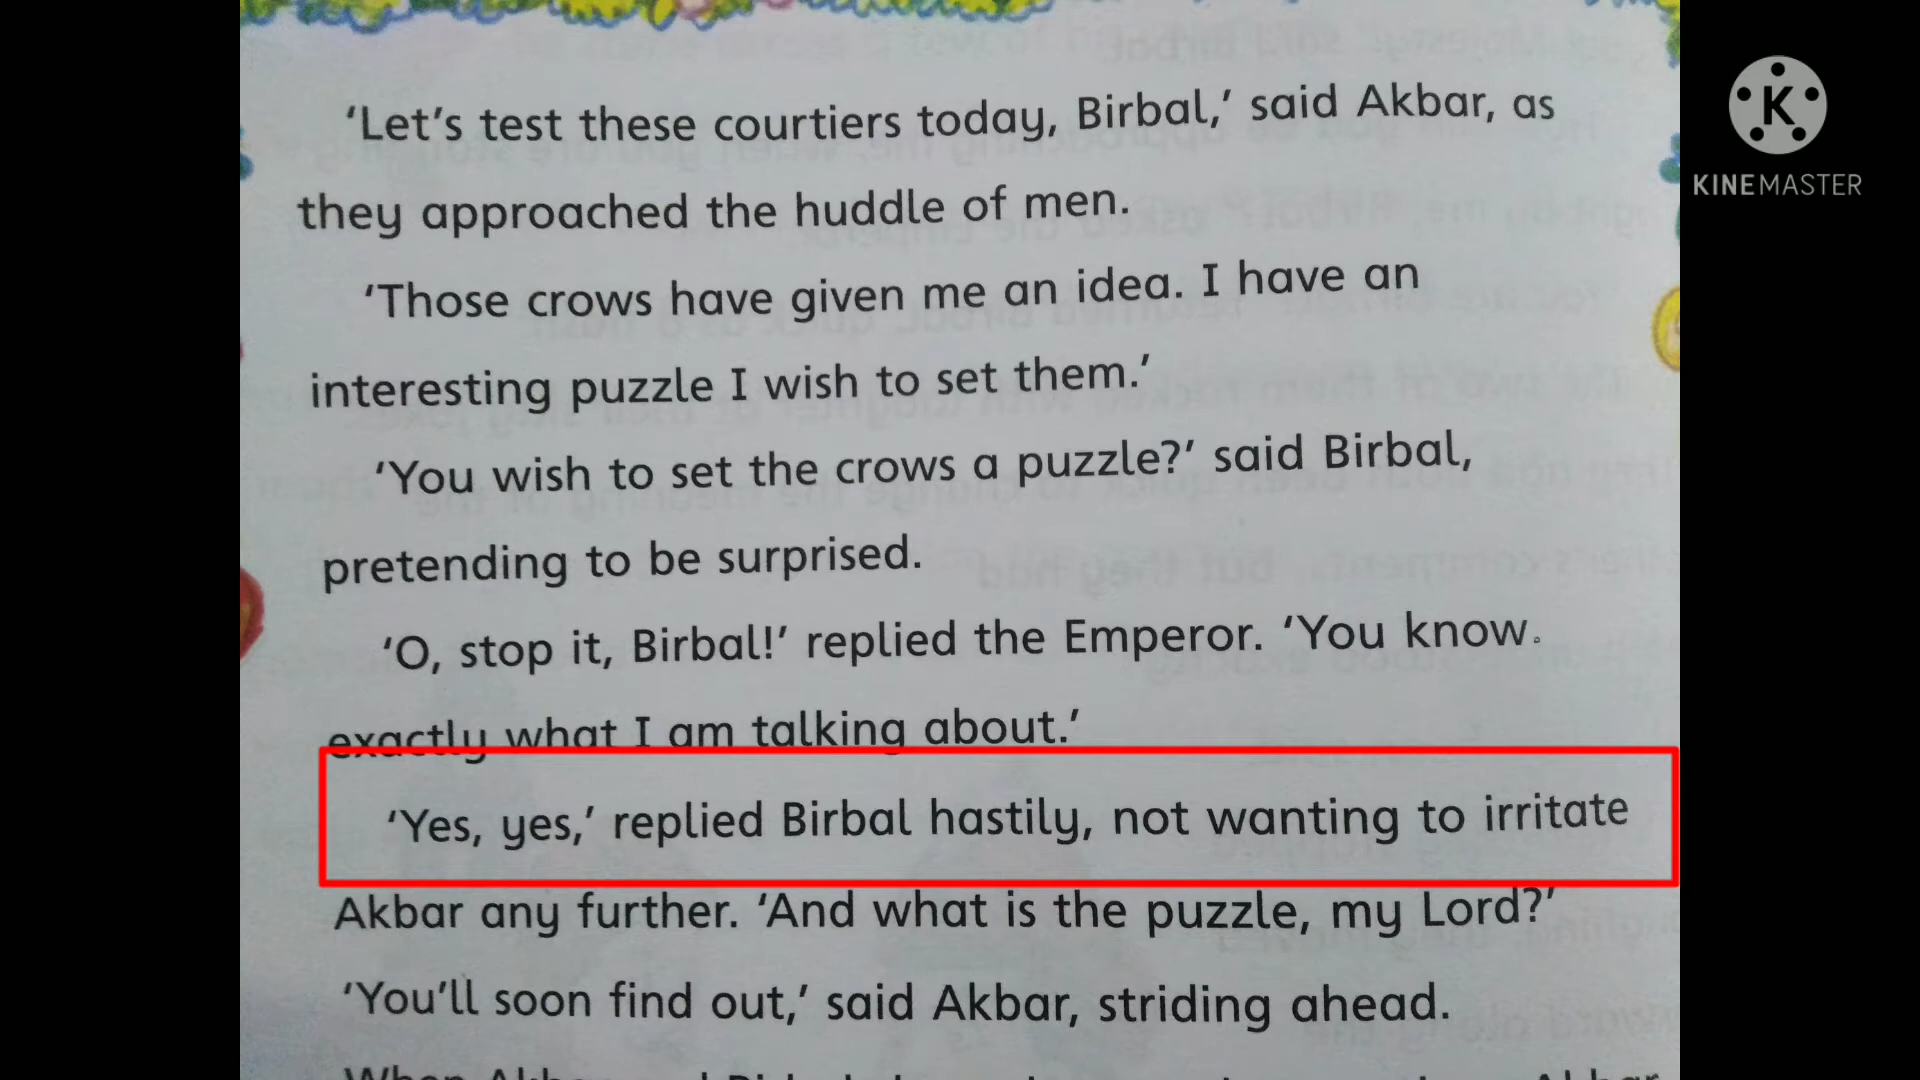 ‘Let’s test these courtiers today, Birbal,’ said Akbar, as
they approached the huddle of men.
‘Those crows have given me an idea. I have an
interesting puzzle I wish to set them.’
‘You wish to set the crows a puzzle?’ said Birbal,
pretending to be surprised.
‘O, stop it, Birbal!’ replied the Emperor. ‘You know
exactly what I am talking about.’
‘Yes, yes,’ replied Birbal hastily, not wanting to irritate
Akbar any further. ‘And what is the puzzle, my Lord?’
‘You’ll soon find out,’ said Akbar, striding ahead.
K
KINEMASTER